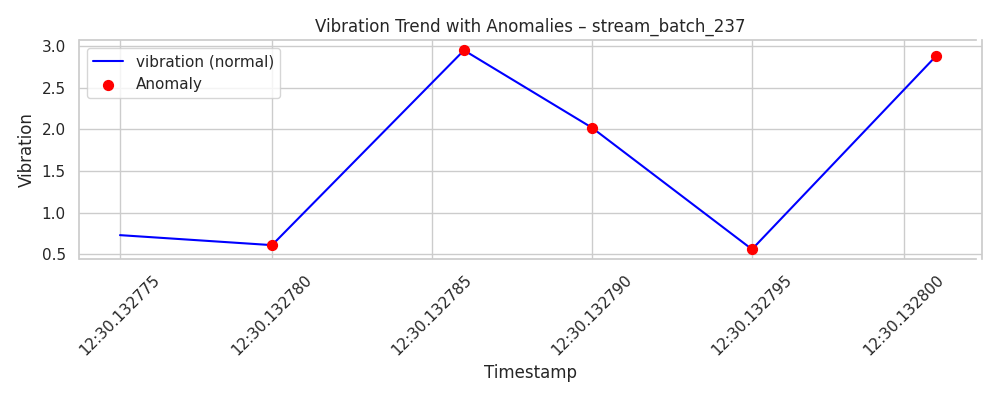 Vibration Trend with Anomalies – stream_batch_237
vibration (normal)
Anomaly
Vibration
3.0
2.5
2.0
1.5
1.0
0.5
12:30.132775
12:30.132780
12:30.132785
12:30.132790
12:30.132795
12:30.132800
Timestamp